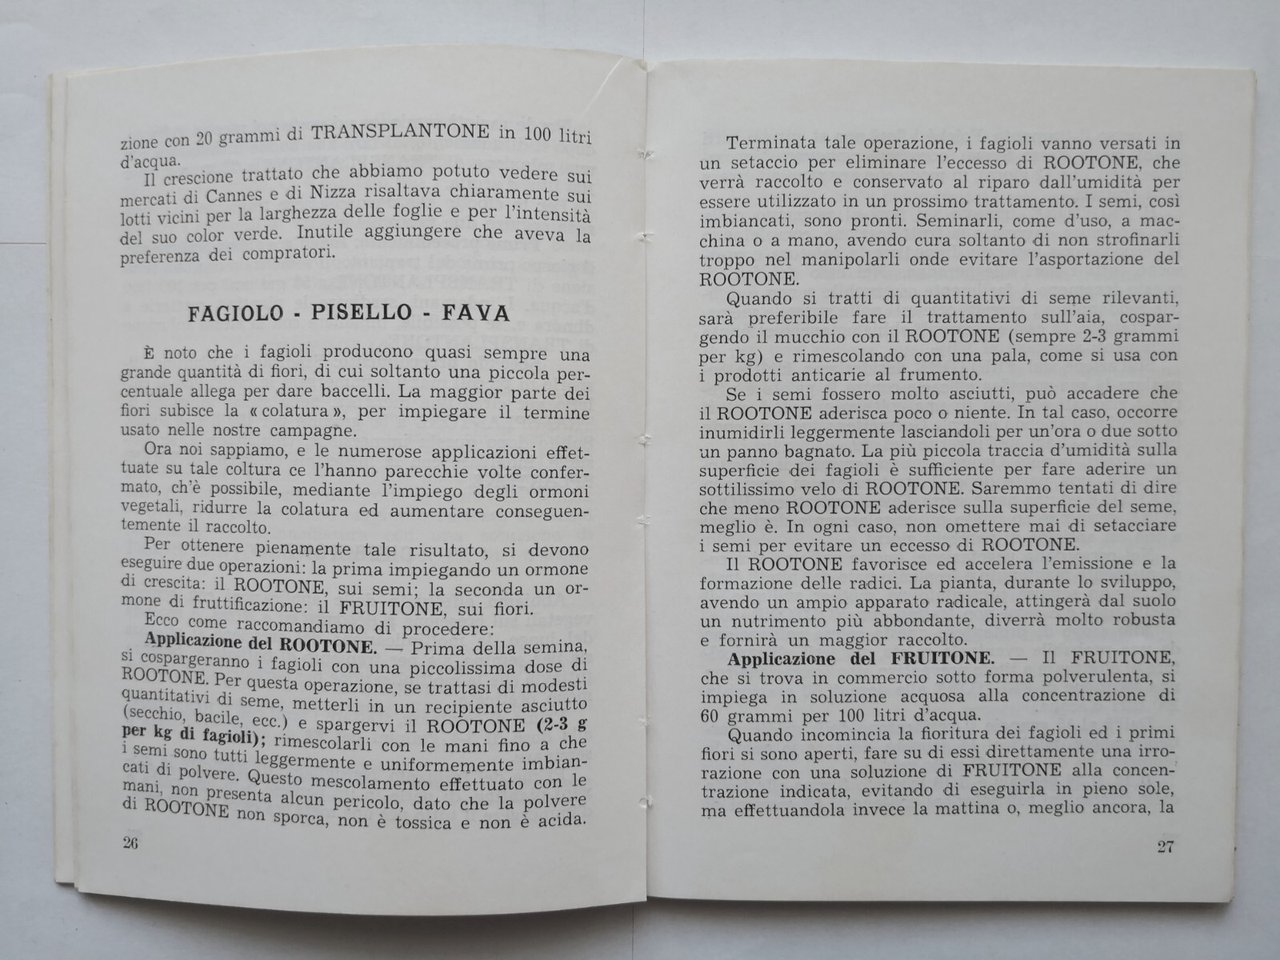 zione con 20 grammi di TRANSPLANTONE in 100 litri
d'acqua.
Il crescione trattato che abbiamo potuto vedere sui
mercati di Cannes e di Nizza risaltava chiaramente sui
lotti vicini per la larghezza delle foglie e per l'intensità
del suo color verde. Inutile aggiungere che aveva la
preferenza dei compratori.
FAGIOLO - PISELLO - FAVA
È noto che i fagioli producono quasi sempre una
grande quantità di fiori, di cui soltanto una piccola per-
centuale allega per dare baccelli. La maggior parte dei
fiori subisce la « colatura », per impiegare il termine
usato nelle nostre campagne.
Ora noi sappiamo, e le numerose applicazioni effet-
tuate su tale coltura ce l'hanno parecchie volte confer-
mato, ch'è possibile, mediante l'impiego degli ormoni
vegetali, ridurre la colatura ed aumentare conseguen-
temente il raccolto.
Per ottenere pienamente tale risultato, si devono
eseguire due operazioni: la prima impiegando un ormone
di crescita: il ROOTONE, sui semi; la seconda un or-
mone di fruttificazione: il FRUITONE, sui fiori.
Ecco come raccomandiamo di procedere:
Applicazione del ROOTONE. — Prima della semina,
si cospargeranno i fagioli con una piccolissima dose di
ROOTONE. Per questa operazione, se trattasi di modesti
quantitativi di seme, metterli in un recipiente asciutto
(secchio, bacile, ecc.) e spargervi il ROOTONE (2-3 g
per kg di fagioli); rimescolarli con le mani fino a che
i semi sono tutti leggermente e uniformemente imbian-
cati di polvere. Questo mescolamento effettuato con le
mani, non presenta alcun pericolo, dato che la polvere
di ROOTONE non sporca, non è tossica e non è acida.
26
Terminata tale operazione, i fagioli vanno versati in
un setaccio per eliminare l'eccesso di ROOTONE, che
verrà raccolto e conservato al riparo dall'umidità per
essere utilizzato in un prossimo trattamento. I semi, così
imbiancati, sono pronti. Seminarli, come d'uso, a mac-
china o a mano, avendo cura soltanto di non strofinarli
troppo nel manipolarli onde evitare l'asportazione del
ROOTONE.
Quando si tratti di quantitativi di seme rilevanti,
sarà preferibile fare il trattamento sull'aia, cospar-
gendo il mucchio con il ROOTONE (sempre 2-3 grammi
per kg) e rimescolando con una pala, come si usa con
i prodotti anticarie al frumento.
Se i semi fossero molto asciutti, può accadere che
il ROOTONE aderisca poco o niente. In tal caso, occorre
inumidirli leggermente lasciandoli per un'ora o due sotto
un panno bagnato. La più piccola traccia d'umidità sulla
superficie dei fagioli è sufficiente per fare aderire un
sottilissimo velo di ROOTONE. Saremmo tentati di dire
che meno ROOTONE aderisce sulla superficie del seme,
meglio è. In ogni caso, non omettere mai di setacciare
i semi per evitare un eccesso di ROOTONE.
Il ROOTONE favorisce ed accelera l'emissione e la
formazione delle radici. La pianta, durante lo sviluppo,
avendo un ampio apparato radicale, attingerà dal suolo
un nutrimento più abbondante, diverrà molto robusta
e fornirà un maggior raccolto.
Applicazione del FRUITONE. — Il FRUITONE,
che si trova in commercio sotto forma polverulenta, si
impiega in soluzione acquosa alla concentrazione di
60 grammi per 100 litri d'acqua.
Quando incomincia la fioritura dei fagioli ed i primi
fiori si sono aperti, fare su di essi direttamente una irro-
razione con una soluzione di FRUITONE alla concen-
trazione indicata, evitando di eseguirla in pieno sole,
ma effettuandola invece la mattina o, meglio ancora, la
27